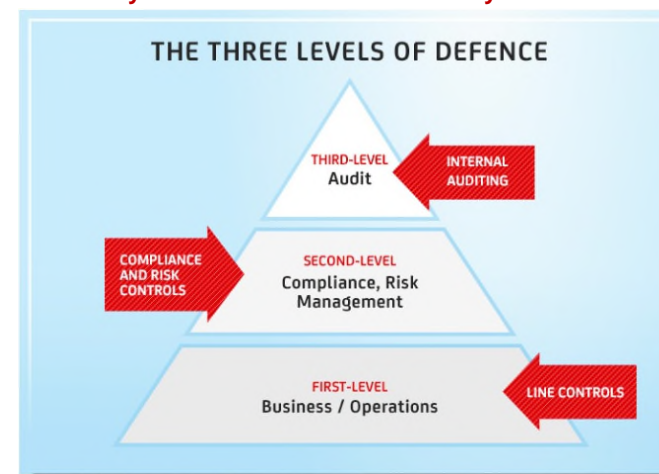 THE THREE LEVELS OF DEFENCE
THIRD-LEVEL
Audit
INTERNAL
AUDITING
COMPLIANCE
AND RISK
CONTROLS
SECOND-LEVEL
Compliance, Risk
Management
FIRST-LEVEL
Business / Operations
LINE CONTROLS